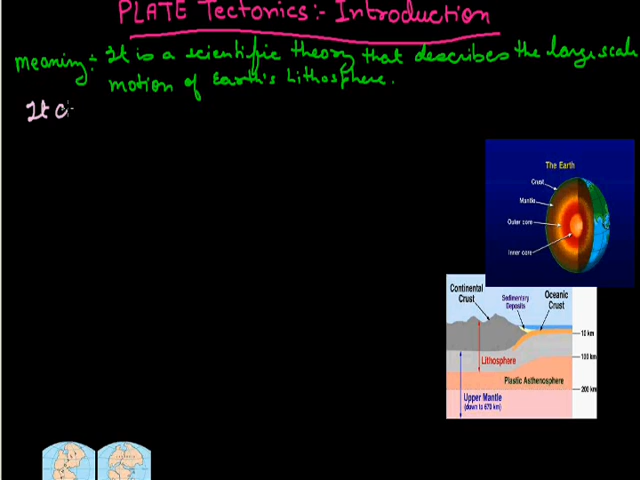 PLATE Tectonics:- Introduction
meaning:- It is a scientific theory that describes the large scale
motion of Earth's Lithosphere.
It
The Earth
Crust
Mantle
Outer core
Inner core
Continental
Crust
Sedimentary
Deposits
Oceanic
Crust
10 km
Lithosphere
100 km
Plastic Asthenosphere
200 km
Upper Mantle
(down to 670 km)